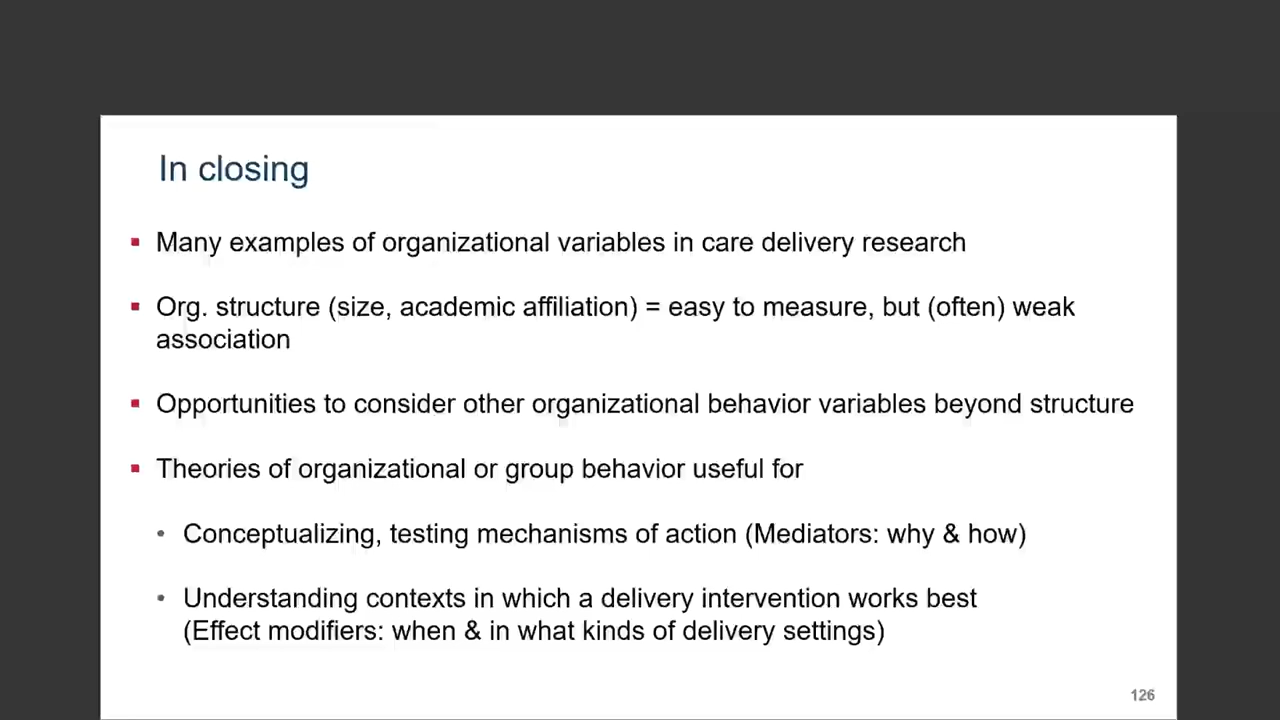 In closing
Many examples of organizational variables in care delivery research
Org. structure (size, academic affiliation) = easy to measure, but (often) weak
association
Opportunities to consider other organizational behavior variables beyond structure
Theories of organizational or group behavior useful for
Conceptualizing, testing mechanisms of action (Mediators: why & how)
Understanding contexts in which a delivery intervention works best
(Effect modifiers: when & in what kinds of delivery settings)
126